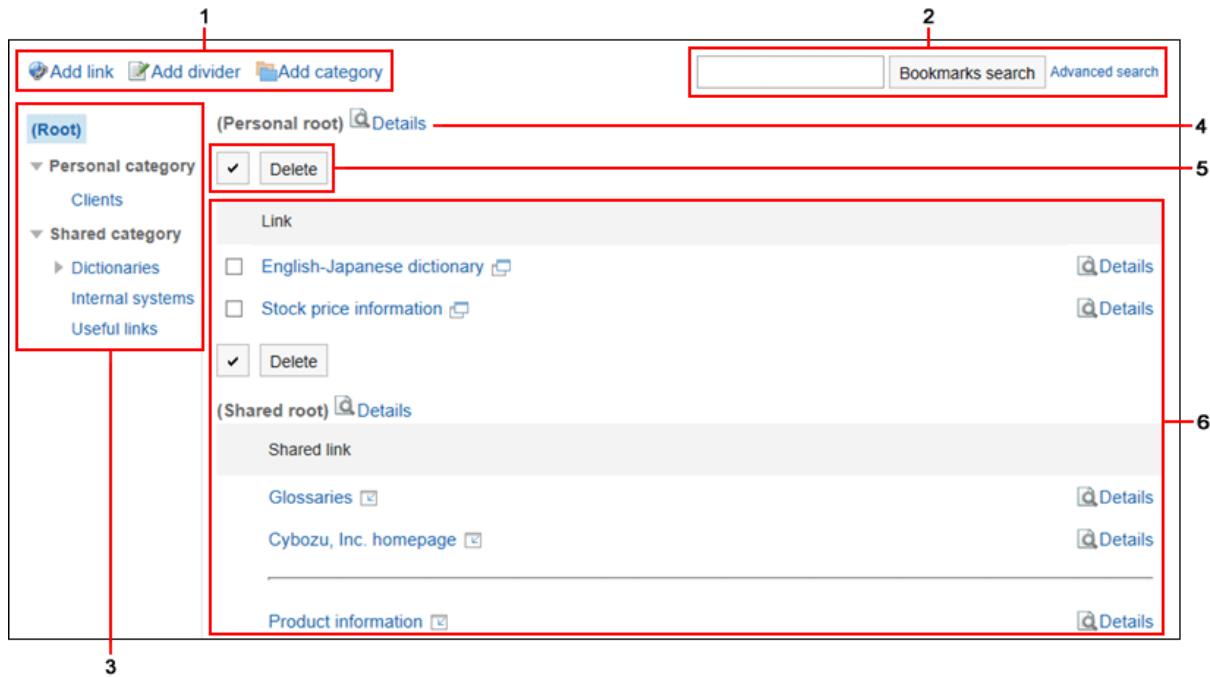 1
2
Add link Add divider Add category
Bookmarks search Advanced search
(Root)
Personal category
Clients
Shared category
Dictionaries
Internal systems
Useful links
3
(Personal root) Details
4
Delete
5
Link
English-Japanese dictionary Details
Stock price information Details
Delete
(Shared root) Details
6
Shared link
Glossaries Details
Cybozu, Inc. homepage Details
Product information Details